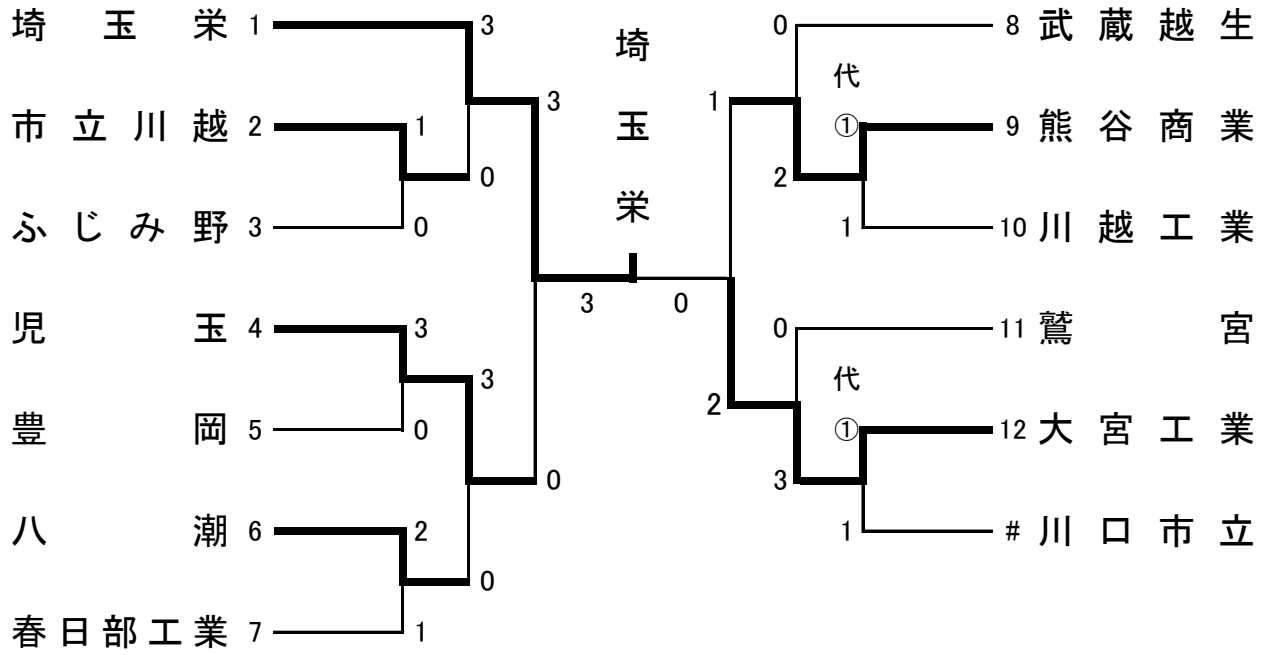 埼玉栄 1
3
市立川越 2
1
0
ふじみ野 3
0
3
児玉 4
3
3
豊岡 5
0
0
八潮 6
2
0
春日部工業 7
1
埼玉栄
3 0
0
8 武蔵越生
代
1
① 9 熊谷商業
2
1
10 川越工業
0
11 鷲宮
代
2
① 12 大宮工業
3
1
# 川口市立